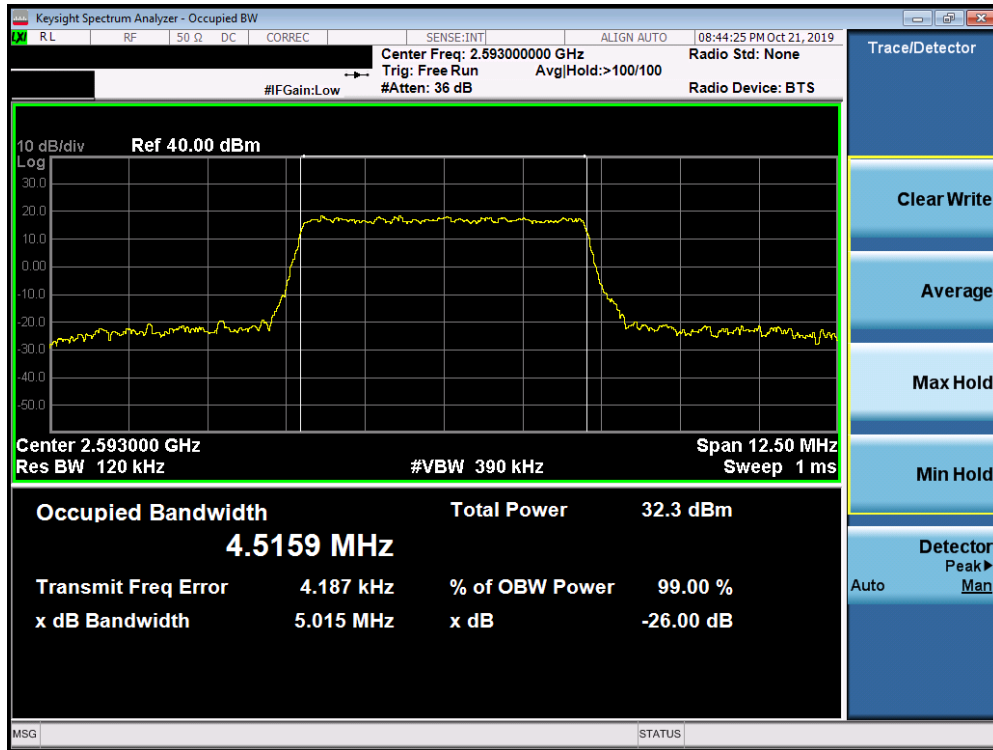 Keysight Spectrum Analyzer - Occupied BW
LXI RL RF 50 Ω DC CORREC SENSE:INT ALIGN AUTO 08:44:25 PM Oct 21, 2019
Center Freq: 2.593000000 GHz Radio Std: None
Trig: Free Run Avg|Hold:>100/100
#IFGain:Low #Atten: 36 dB Radio Device: BTS
10 dB/div Ref 40.00 dBm
Log
30.0
20.0
10.0
0.00
-10.0
-20.0
-30.0
-40.0
-50.0
Center 2.593000 GHz Span 12.50 MHz
Res BW 120 kHz #VBW 390 kHz Sweep 1 ms
Occupied Bandwidth Total Power 32.3 dBm
4.5159 MHz
Transmit Freq Error 4.187 kHz % of OBW Power 99.00 %
x dB Bandwidth 5.015 MHz x dB -26.00 dB
MSG STATUS
Trace/Detector
Clear Write
Average
Max Hold
Min Hold
Detector
Peak▶
Auto Man